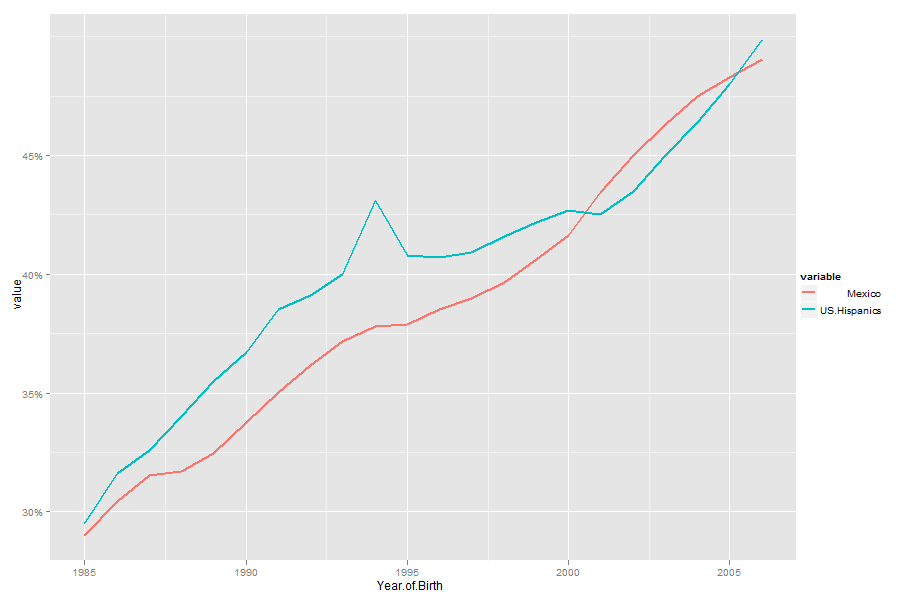 45%
40%
35%
30%
value
1985 1990 1995 2000 2005
Year.of.Birth
variable
Mexico
US.Hispanics